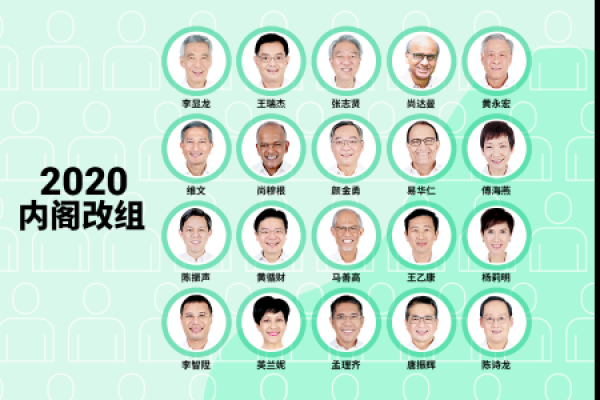 2020
内阁改组
李显龙 王瑞杰 张志贤 尚达曼 黄永宏
维文 尚穆根 颜金勇 易华仁 傅海燕
陈振声 黄循财 马善高 王乙康 杨莉明
李智陞 英兰妮 孟理齐 唐振辉 陈诗龙